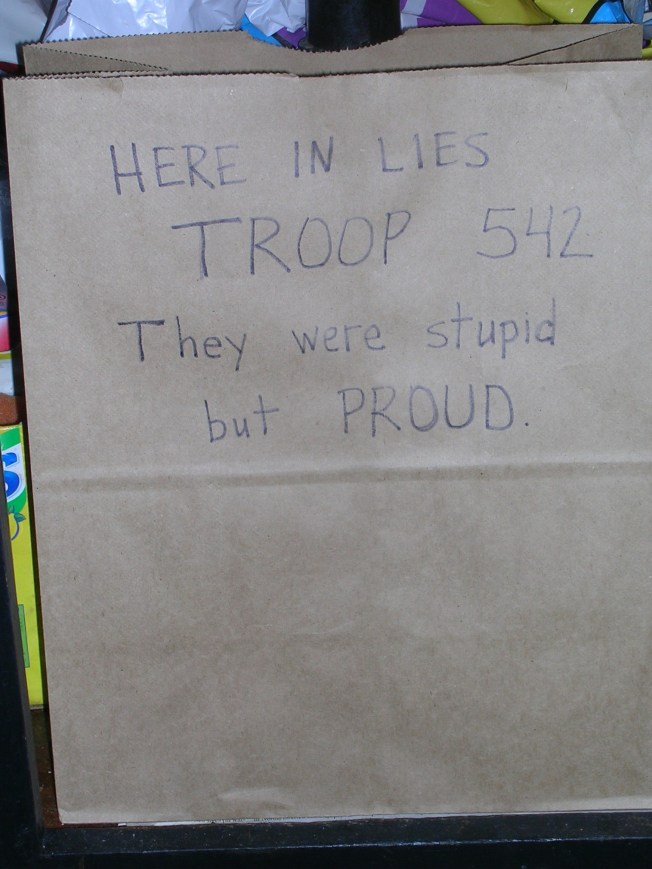 HERE IN LIES
TROOP 542
They were stupid
but PROUD.